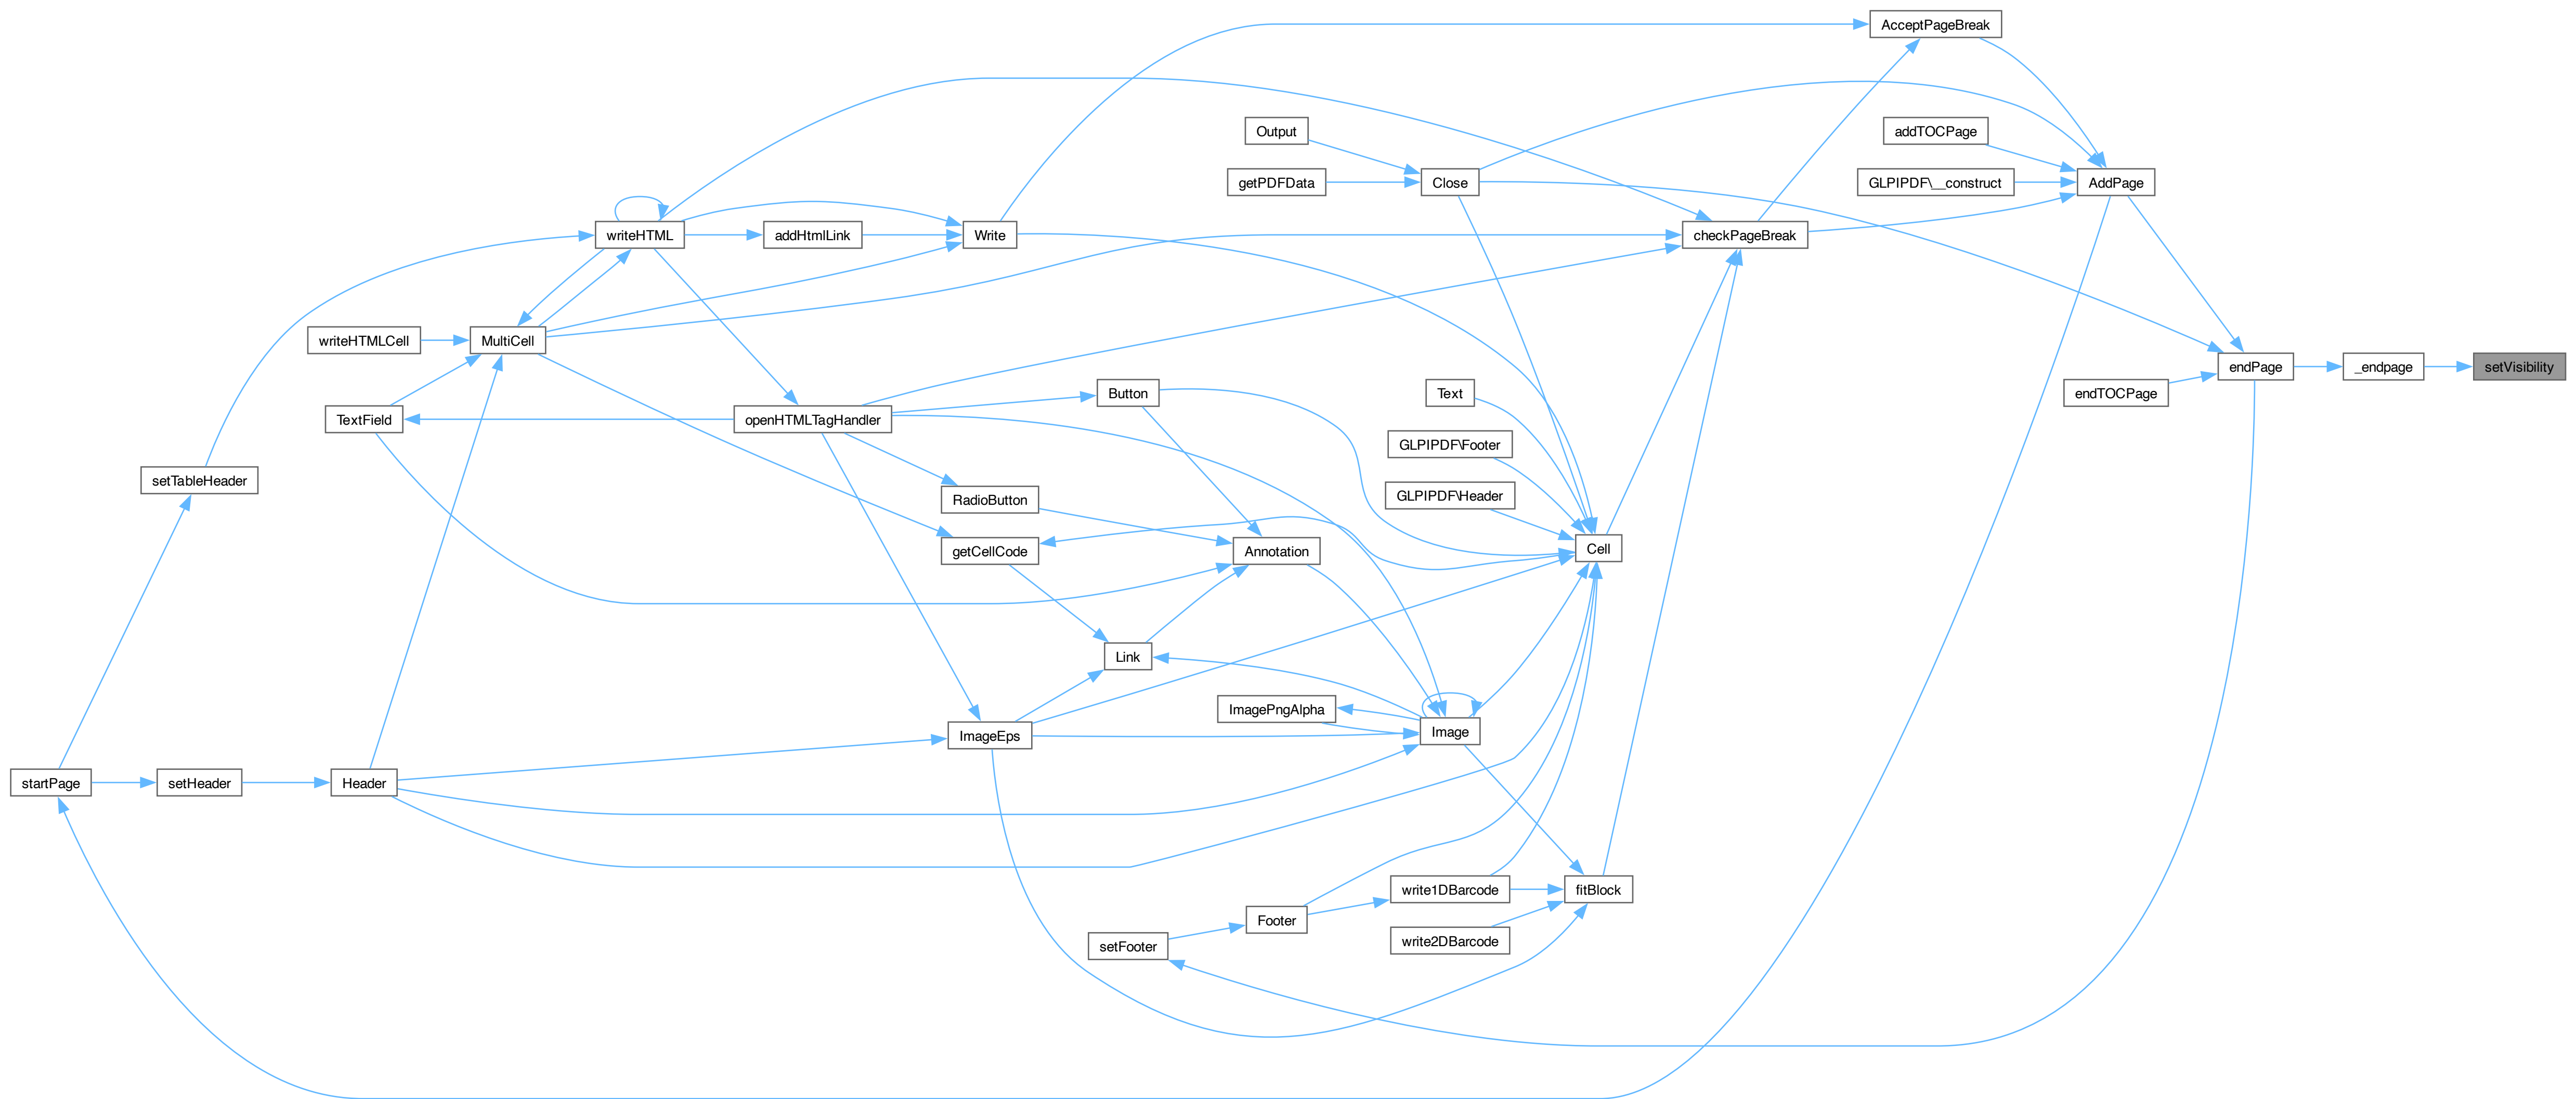 AcceptPageBreak
Output
addTOCPage
getPDFData
Close
GLPIPDF\__construct
AddPage
writeHTML
addHtmlLink
Write
checkPageBreak
writeHTMLCell
MultiCell
endPage
_endpage
setVisibility
Button
Text
endTOCPage
TextField
openHTMLTagHandler
GLPIPDF\Footer
setTableHeader
RadioButton
GLPIPDF\Header
getCellCode
Annotation
Cell
Link
ImagePngAlpha
ImageEps
Image
startPage
setHeader
Header
write1DBarcode
fitBlock
Footer
setFooter
write2DBarcode